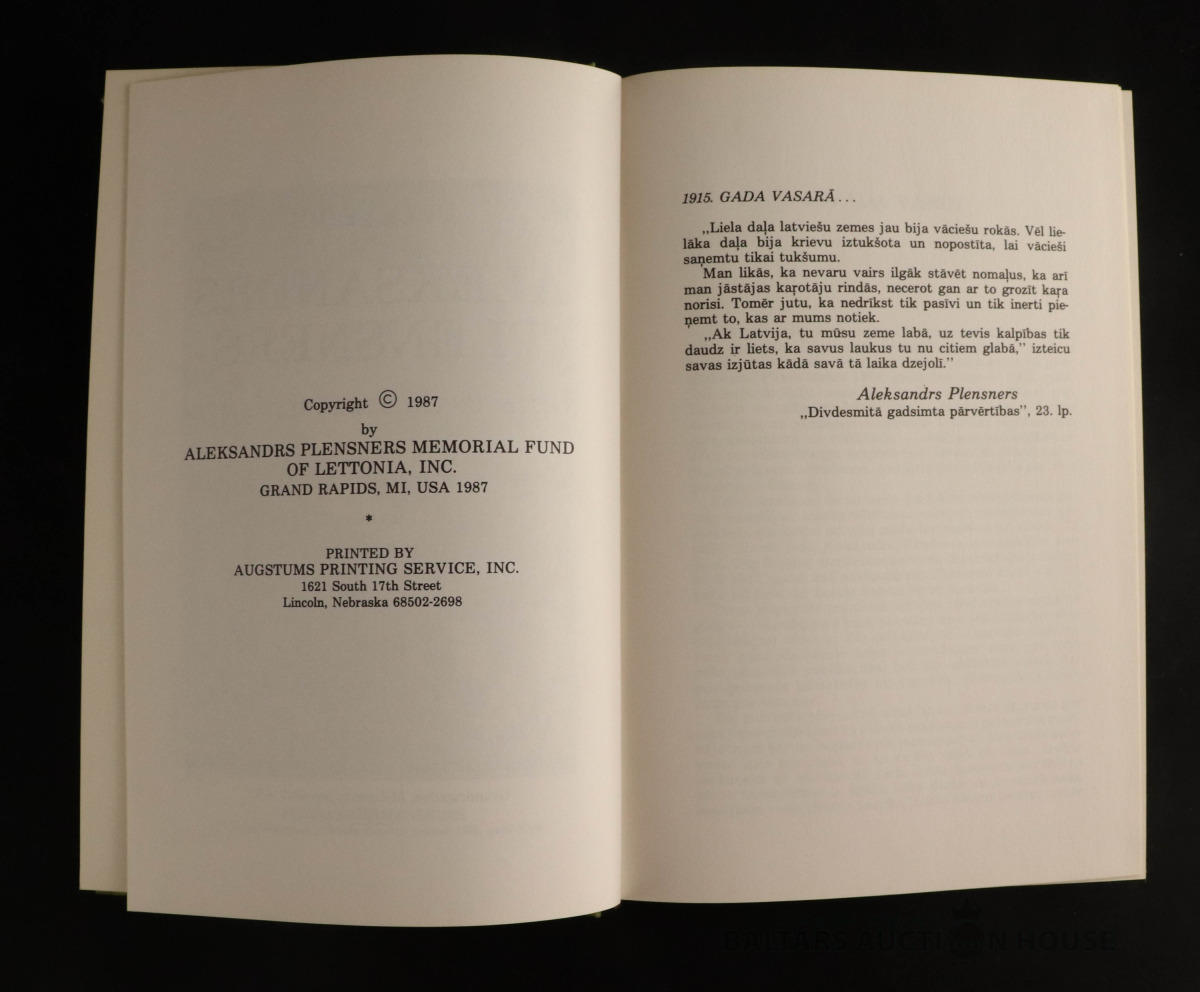 Copyright © 1987
by
ALEKSANDRS PLENSNERS MEMORIAL FUND
OF LETTONIA, INC.
GRAND RAPIDS, MI, USA 1987
*
PRINTED BY
AUGSTUMS PRINTING SERVICE, INC.
1621 South 17th Street
Lincoln, Nebraska 68502-2698
1915. GADA VASARĀ...
„Liela daļa latviešu zemes jau bija vāciešu rokās. Vēl lie-
lāka daļa bija krievu iztukšota un nopostīta, lai vācieši
saņemtu tikai tukšumu.
Man likās, ka nevaru vairs ilgāk stāvēt nomaļus, ka arī
man jāstājas kaŗotāju rindās, necerot gan ar to grozīt kaŗa
norisi. Tomēr jutu, ka nedrīkst tik pasīvi un tik inerti pie-
ņemt to, kas ar mums notiek.
„Ak Latvija, tu mūsu zeme labā, uz tevis kalpības tik
daudz ir liets, ka savus laukus tu nu citiem glabā,” izteicu
savas izjūtas kādā savā tā laika dzejolī.”
Aleksandrs Plensners
„Divdesmitā gadsimta pārvērtības”, 23. lp.
BALTARS AUCTION HOUSE